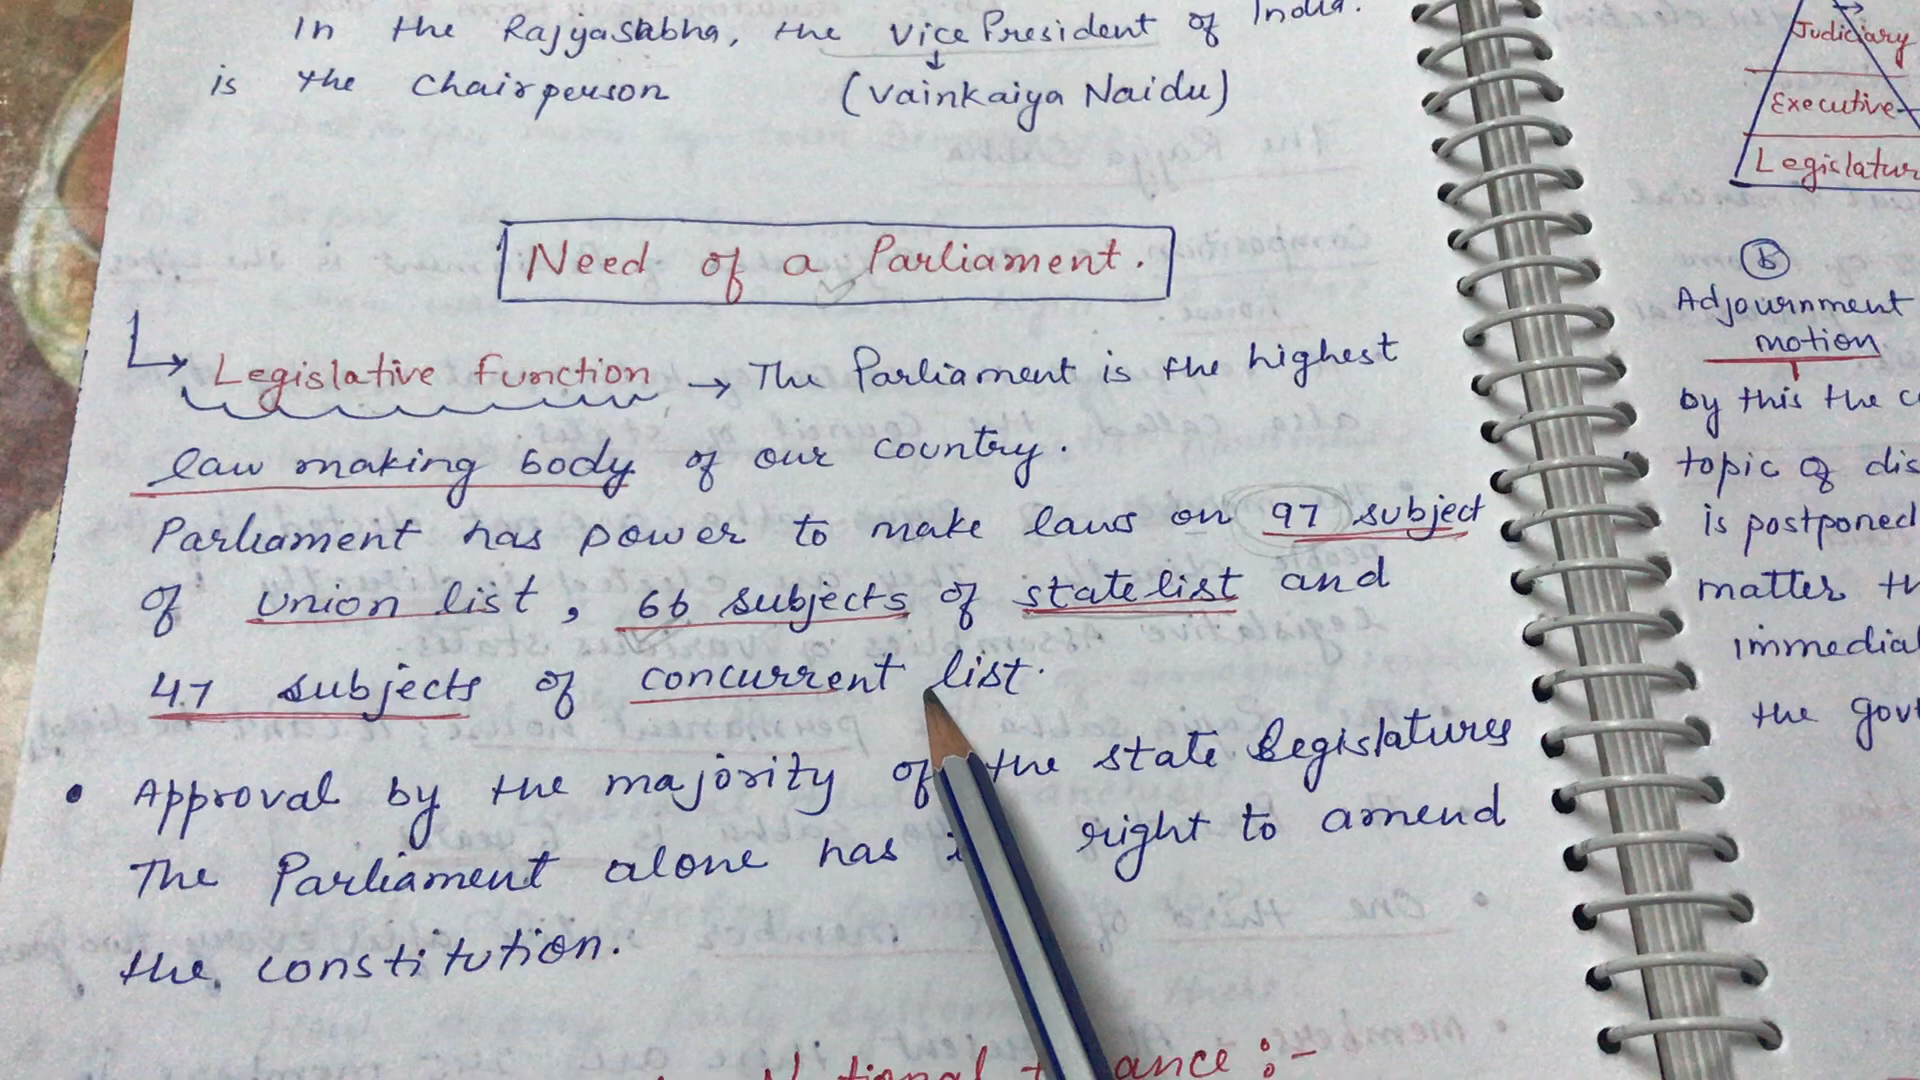 In the Rajyasabha, the Vice President of India.
is the Chairperson (Vainkaiya Naidu)
Need of a Parliament.
Legislative function → The Parliament is the highest
law making body of our country.
Parliament has power to make laws on 97 subject
of Union list, 66 subjects of state list and
47 subjects of concurrent list.
• Approval by the majority of the state Legislatures
The Parliament alone has right to amend
the constitution.
Judiciary
Executive
Legislatur
(b)
Adjournment
motion
by this the
topic of dis
is postponed
matter th
immedial
the govt